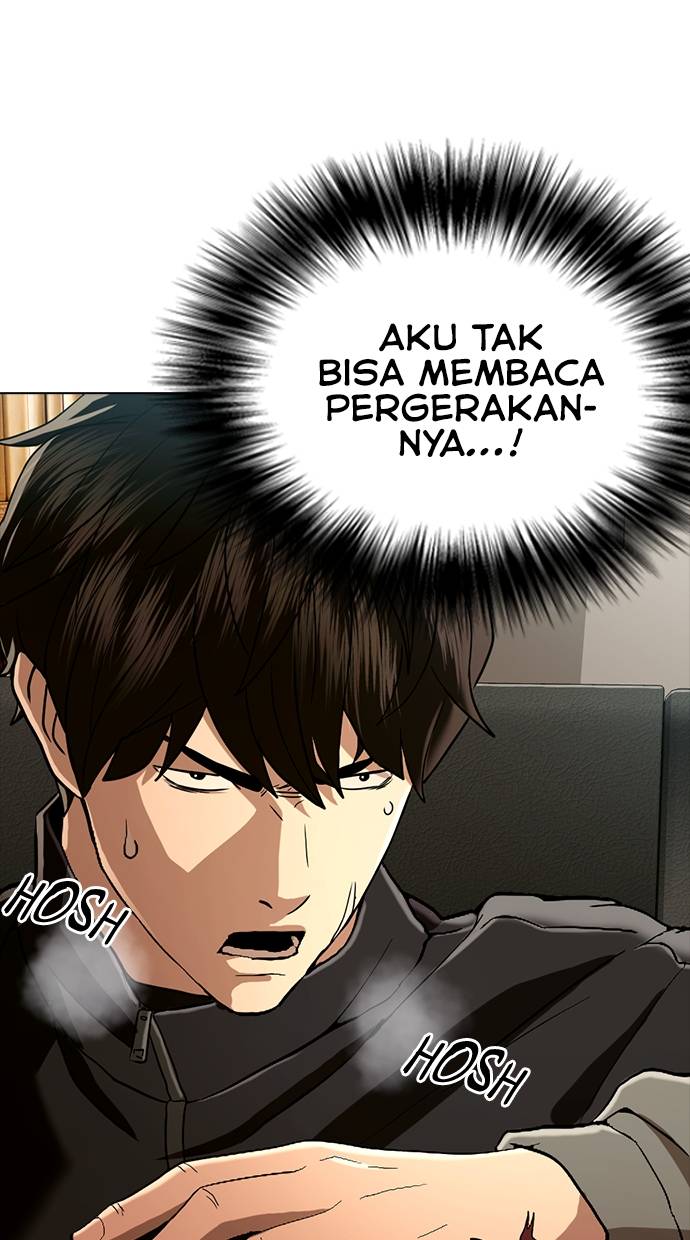 AKU TAK
BISA MEMBACA
PERGERAKAN-
NYA...!
HOSH
HOSH